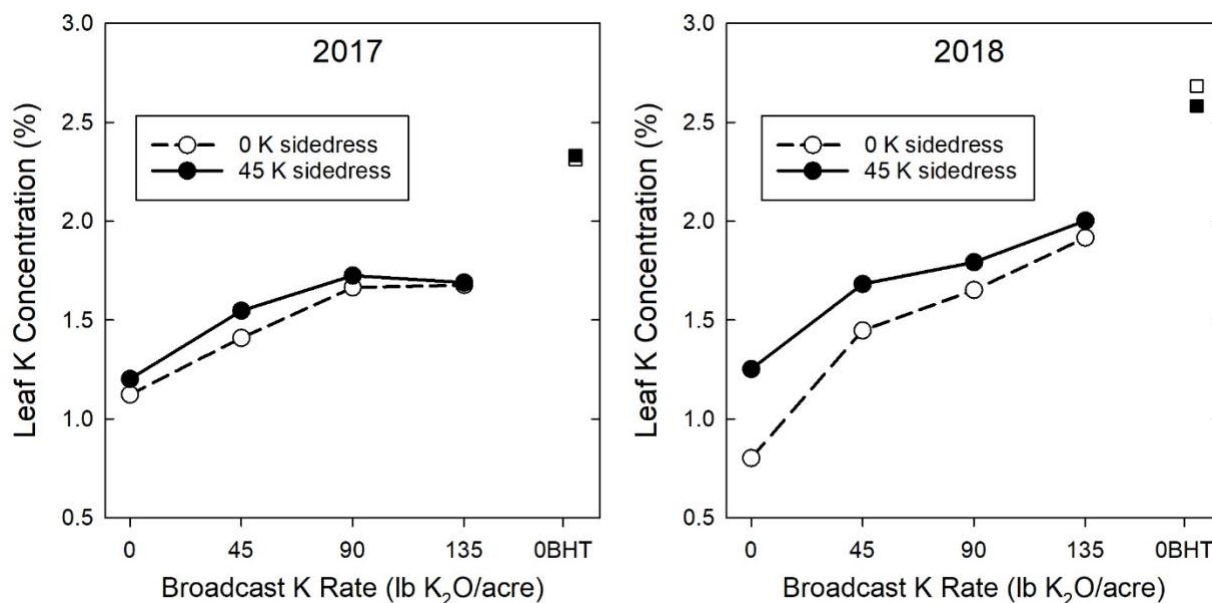 2017
3.0
2.5
2.0
1.5
1.0
0.5
Leaf K Concentration (%)
0 K sidedress
45 K sidedress
0 45 90 135 0BHT
Broadcast K Rate (lb K₂O/acre)
2018
3.0
2.5
2.0
1.5
1.0
0.5
Leaf K Concentration (%)
0 K sidedress
45 K sidedress
0 45 90 135 0BHT
Broadcast K Rate (lb K₂O/acre)